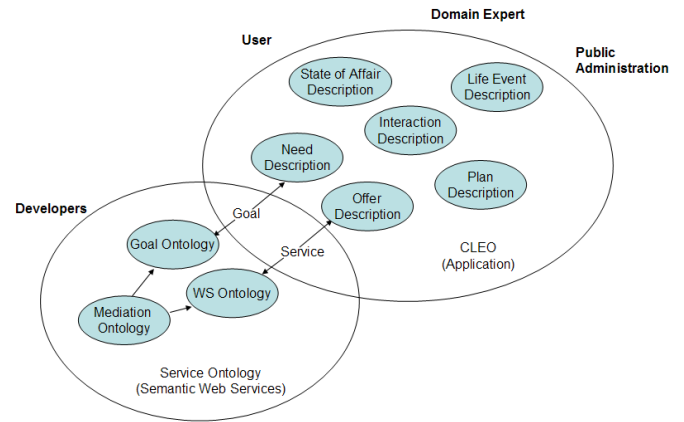 Domain Expert
User
Public
Administration
State of Affair
Description
Life Event
Description
Interaction
Description
Need
Description
Plan
Description
Offer
Description
Developers
Goal
Goal Ontology
Service
CLEO
(Application)
WS Ontology
Mediation
Ontology
Service Ontology
(Semantic Web Services)